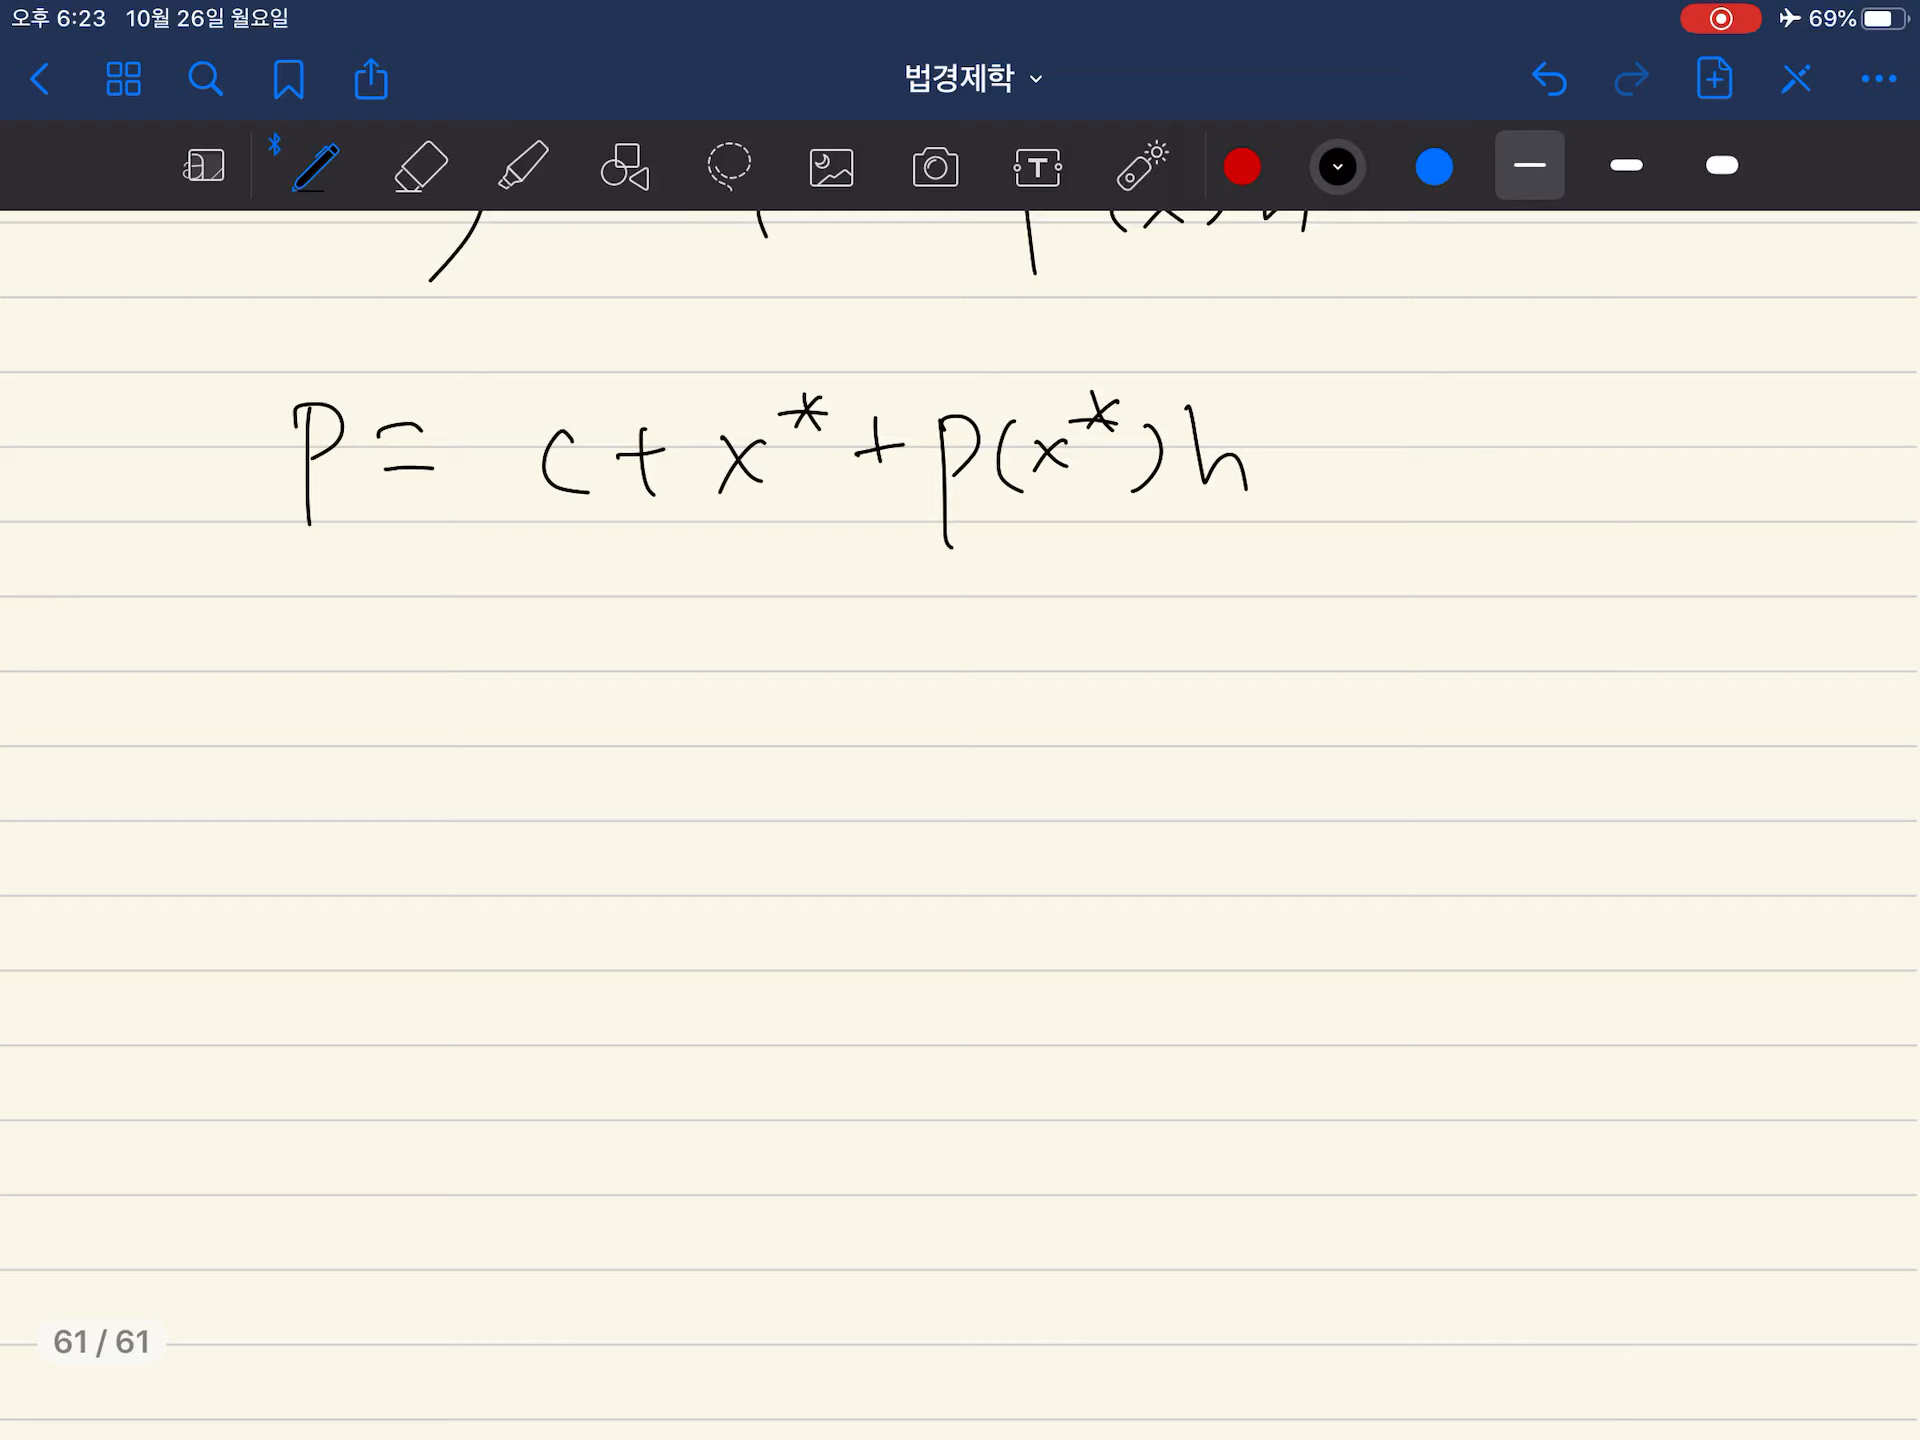 오후 6:23 10월 26일 월요일
69%
법경제학
p(x)h
P = c + x* + p(x*)h
61 / 61